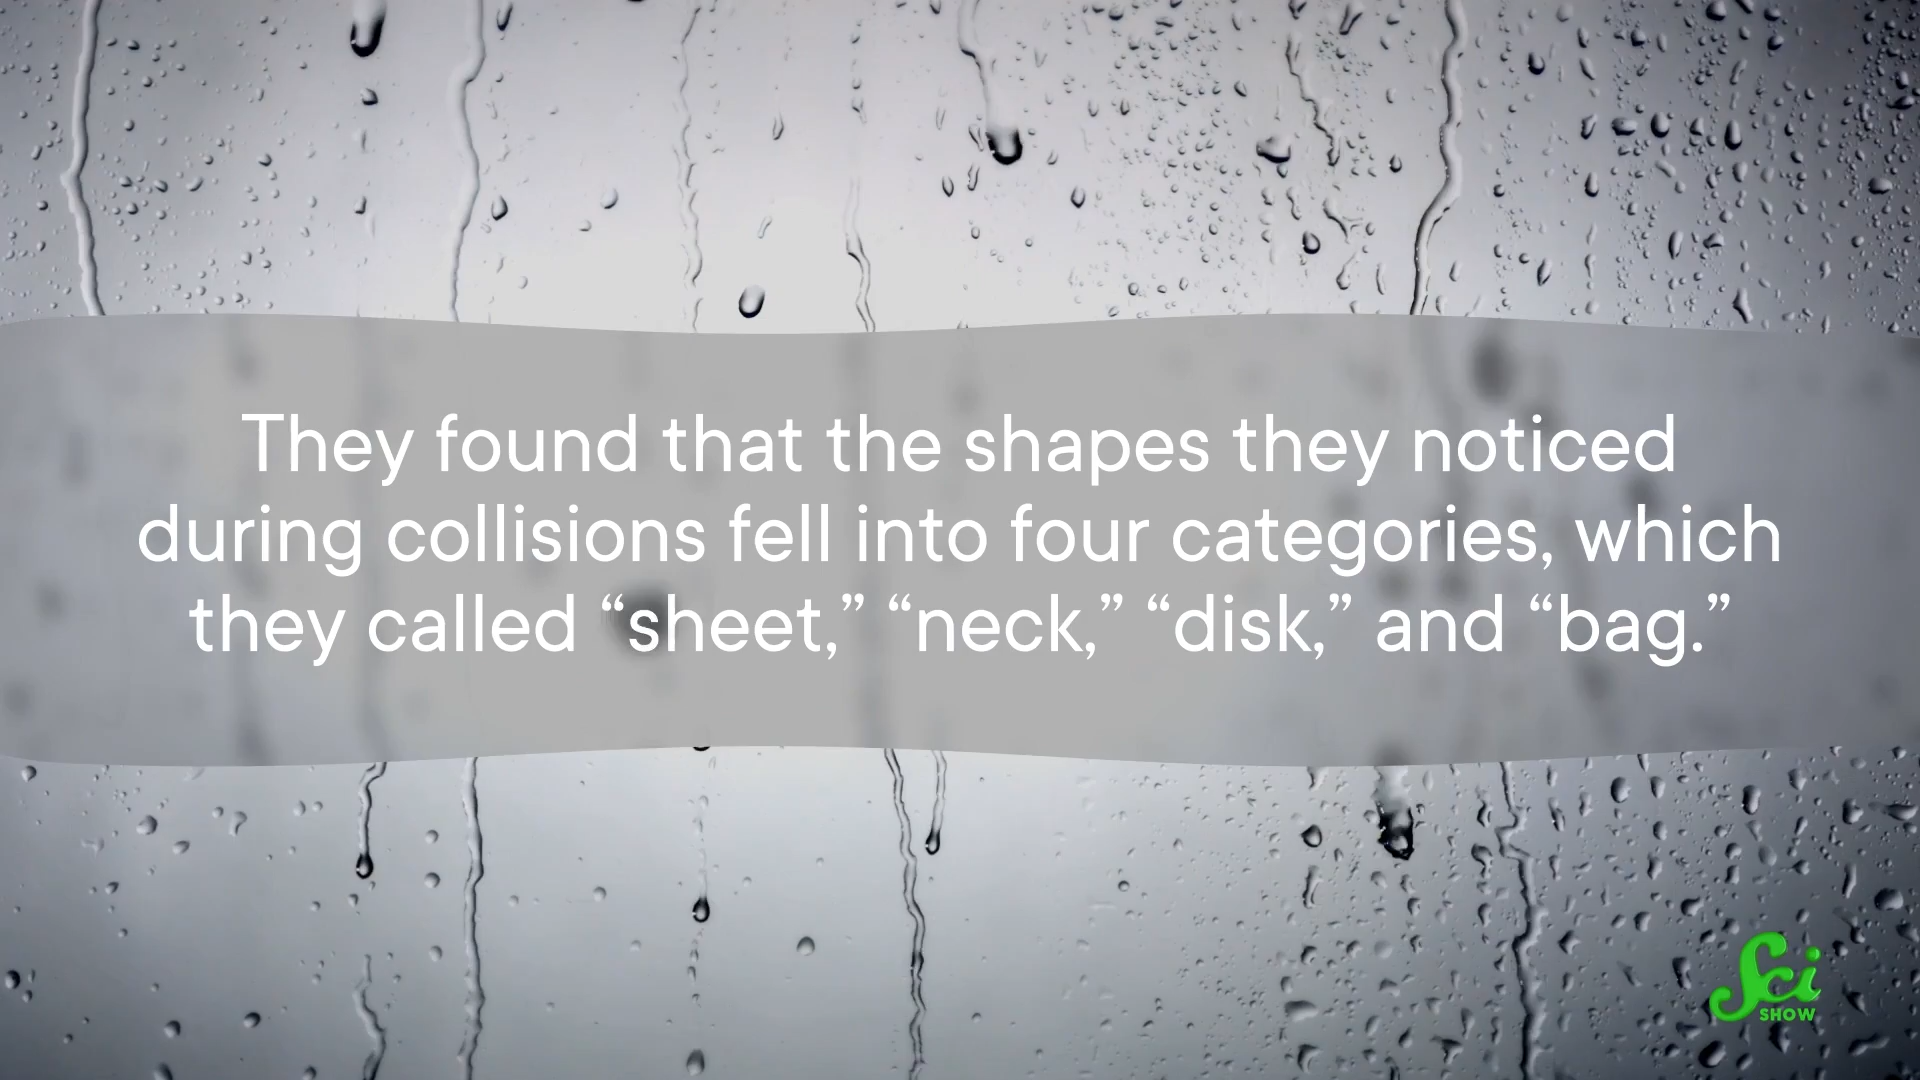 They found that the shapes they noticed
during collisions fell into four categories, which
they called “sheet,” “neck,” “disk,” and “bag.”
Sci
SHOW